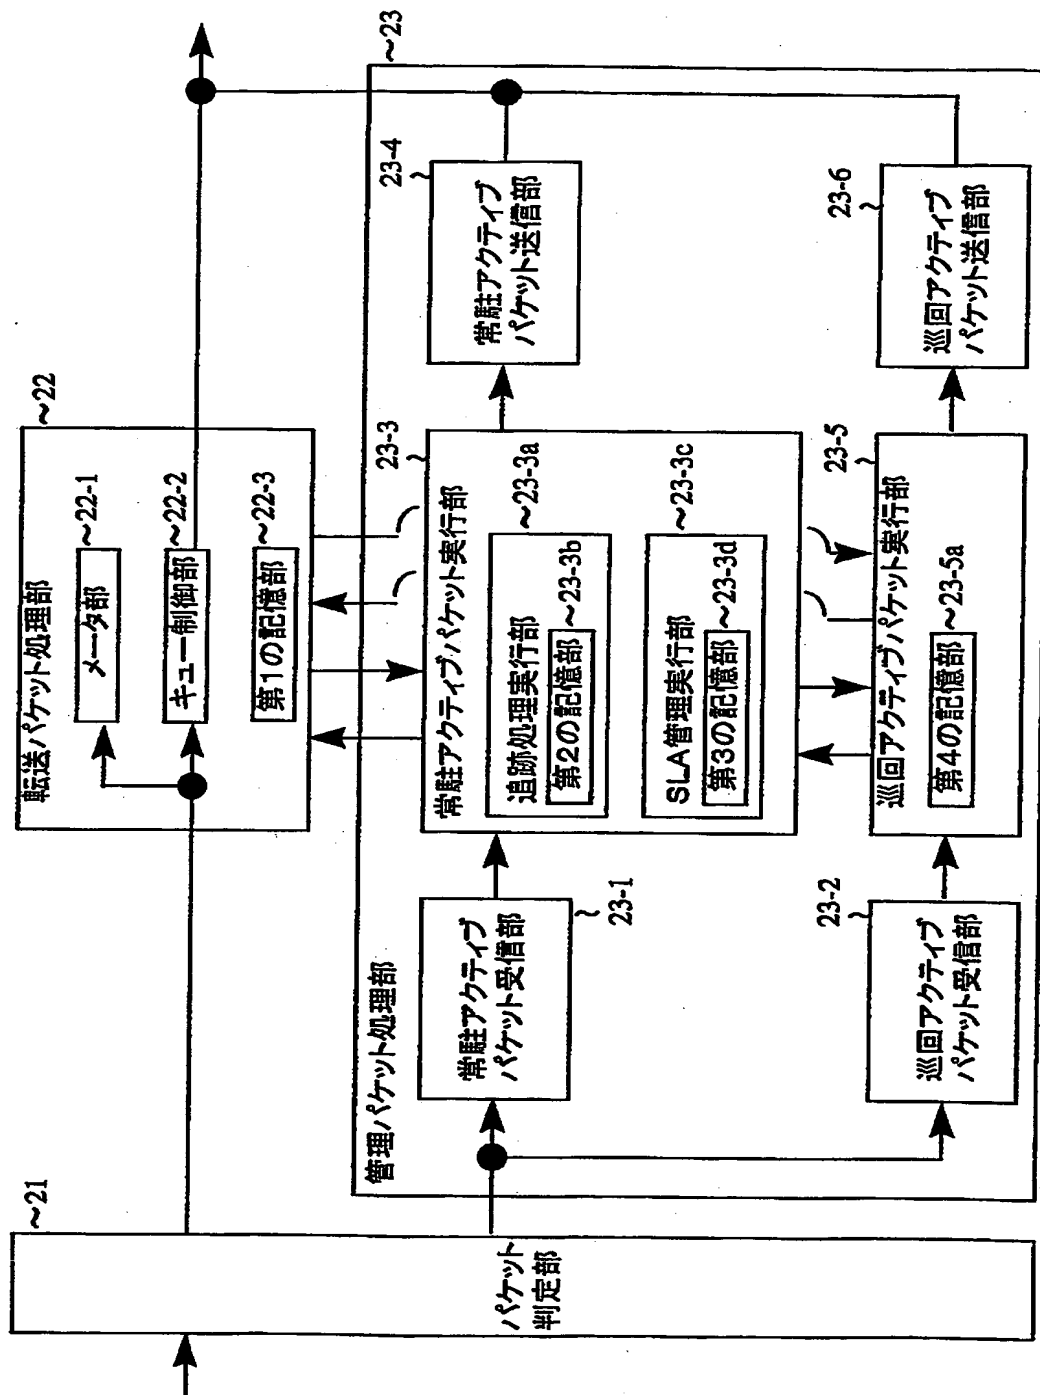 ~21
パケット
判定部
転送パケット処理部
~22
メータ部
~22-1
キュー制御部
~22-2
第1の記憶部
~22-3
管理パケット処理部
~23
常駐アクティブ
パケット受信部
23-1
常駐アクティブパケット実行部
23-3
追跡処理実行部
~23-3a
第2の記憶部
~23-3b
SLA管理実行部
~23-3c
第3の記憶部
~23-3d
常駐アクティブ
パケット送信部
23-4
巡回アクティブ
パケット受信部
23-2
巡回アクティブパケット実行部
23-5
第4の記憶部
~23-5a
巡回アクティブ
パケット送信部
23-6